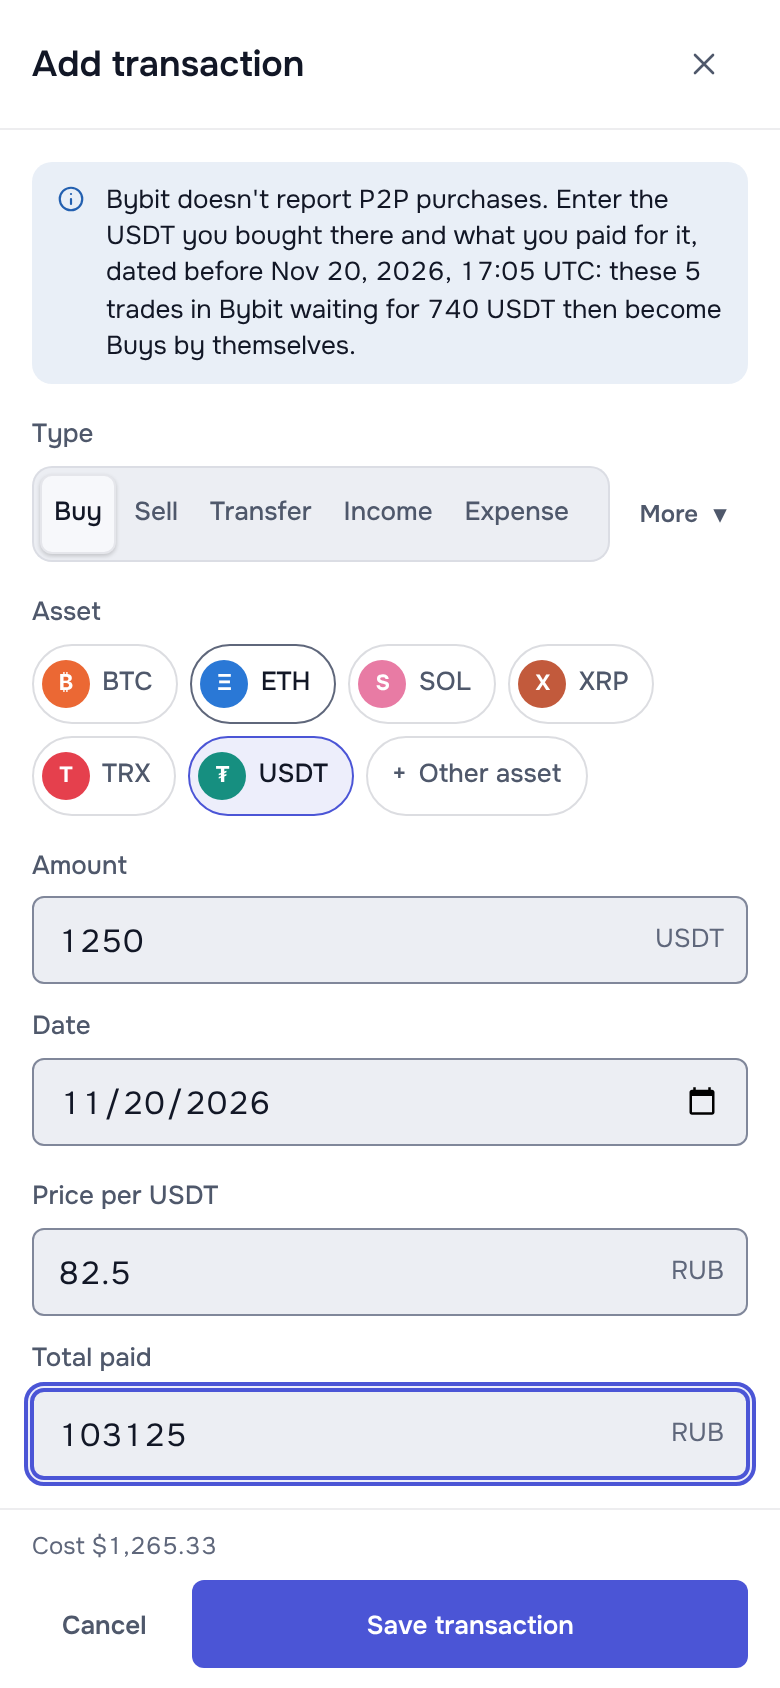 Add transaction
Bybit doesn't report P2P purchases. Enter the
USDT you bought there and what you paid for it,
dated before Nov 20, 2026, 17:05 UTC: these 5
trades in Bybit waiting for 740 USDT then become
Buys by themselves.
Type
Buy Sell Transfer Income Expense More ▼
Asset
₿ BTC Ξ ETH S SOL X XRP
T TRX ₮ USDT + Other asset
Amount
1250 USDT
Date
11/20/2026
Price per USDT
82.5 RUB
Total paid
103125 RUB
Cost $1,265.33
Cancel Save transaction